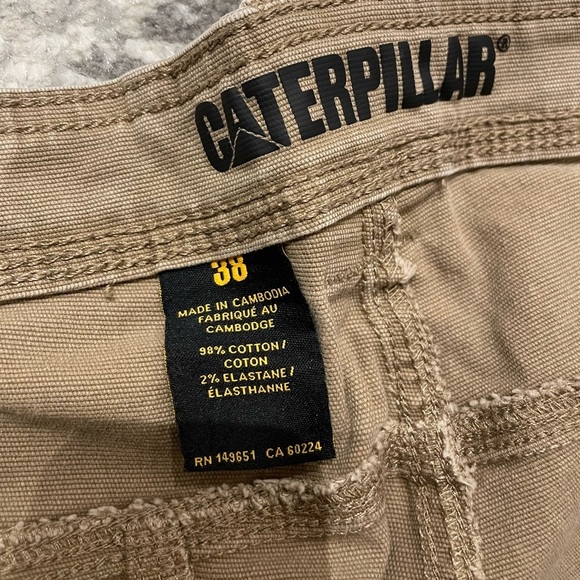 CATERPILLAR®
38
MADE IN CAMBODIA
FABRIQUÉ AU
CAMBODGE
98% COTTON/
COTON
2% ELASTANE/
ÉLASTHANNE
RN 149651 CA 60224